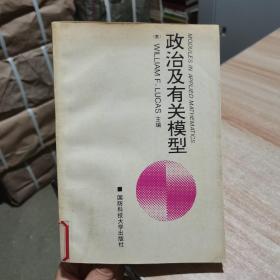 政治及有关模型
MODULES IN APPLIED MATHEMATICS
(美) WILLIAM F. LUCAS 主编
■国防科技大学出版社